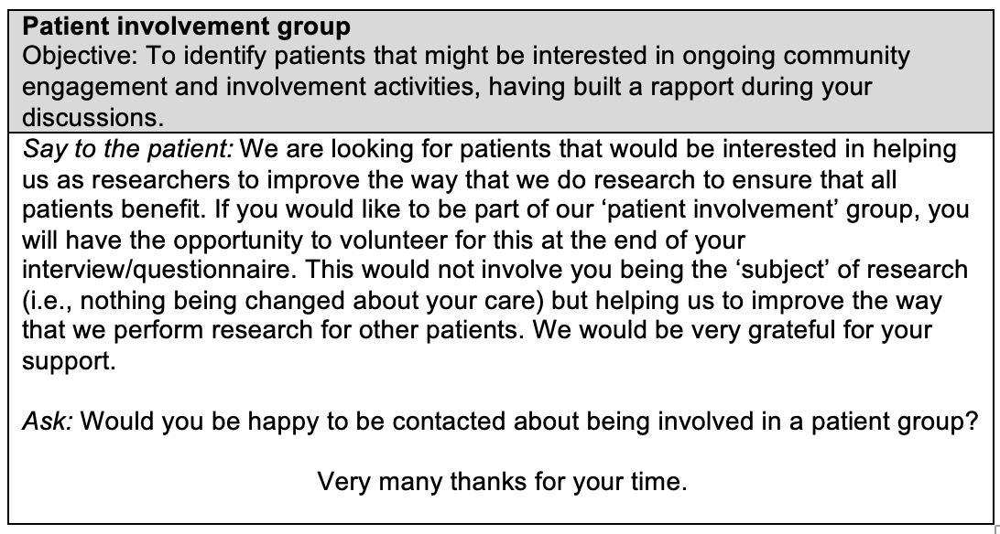 Patient involvement group
Objective: To identify patients that might be interested in ongoing community
engagement and involvement activities, having built a rapport during your
discussions.
Say to the patient: We are looking for patients that would be interested in helping
us as researchers to improve the way that we do research to ensure that all
patients benefit. If you would like to be part of our ‘patient involvement’ group, you
will have the opportunity to volunteer for this at the end of your
interview/questionnaire. This would not involve you being the ‘subject’ of research
(i.e., nothing being changed about your care) but helping us to improve the way
that we perform research for other patients. We would be very grateful for your
support.
Ask: Would you be happy to be contacted about being involved in a patient group?
Very many thanks for your time.